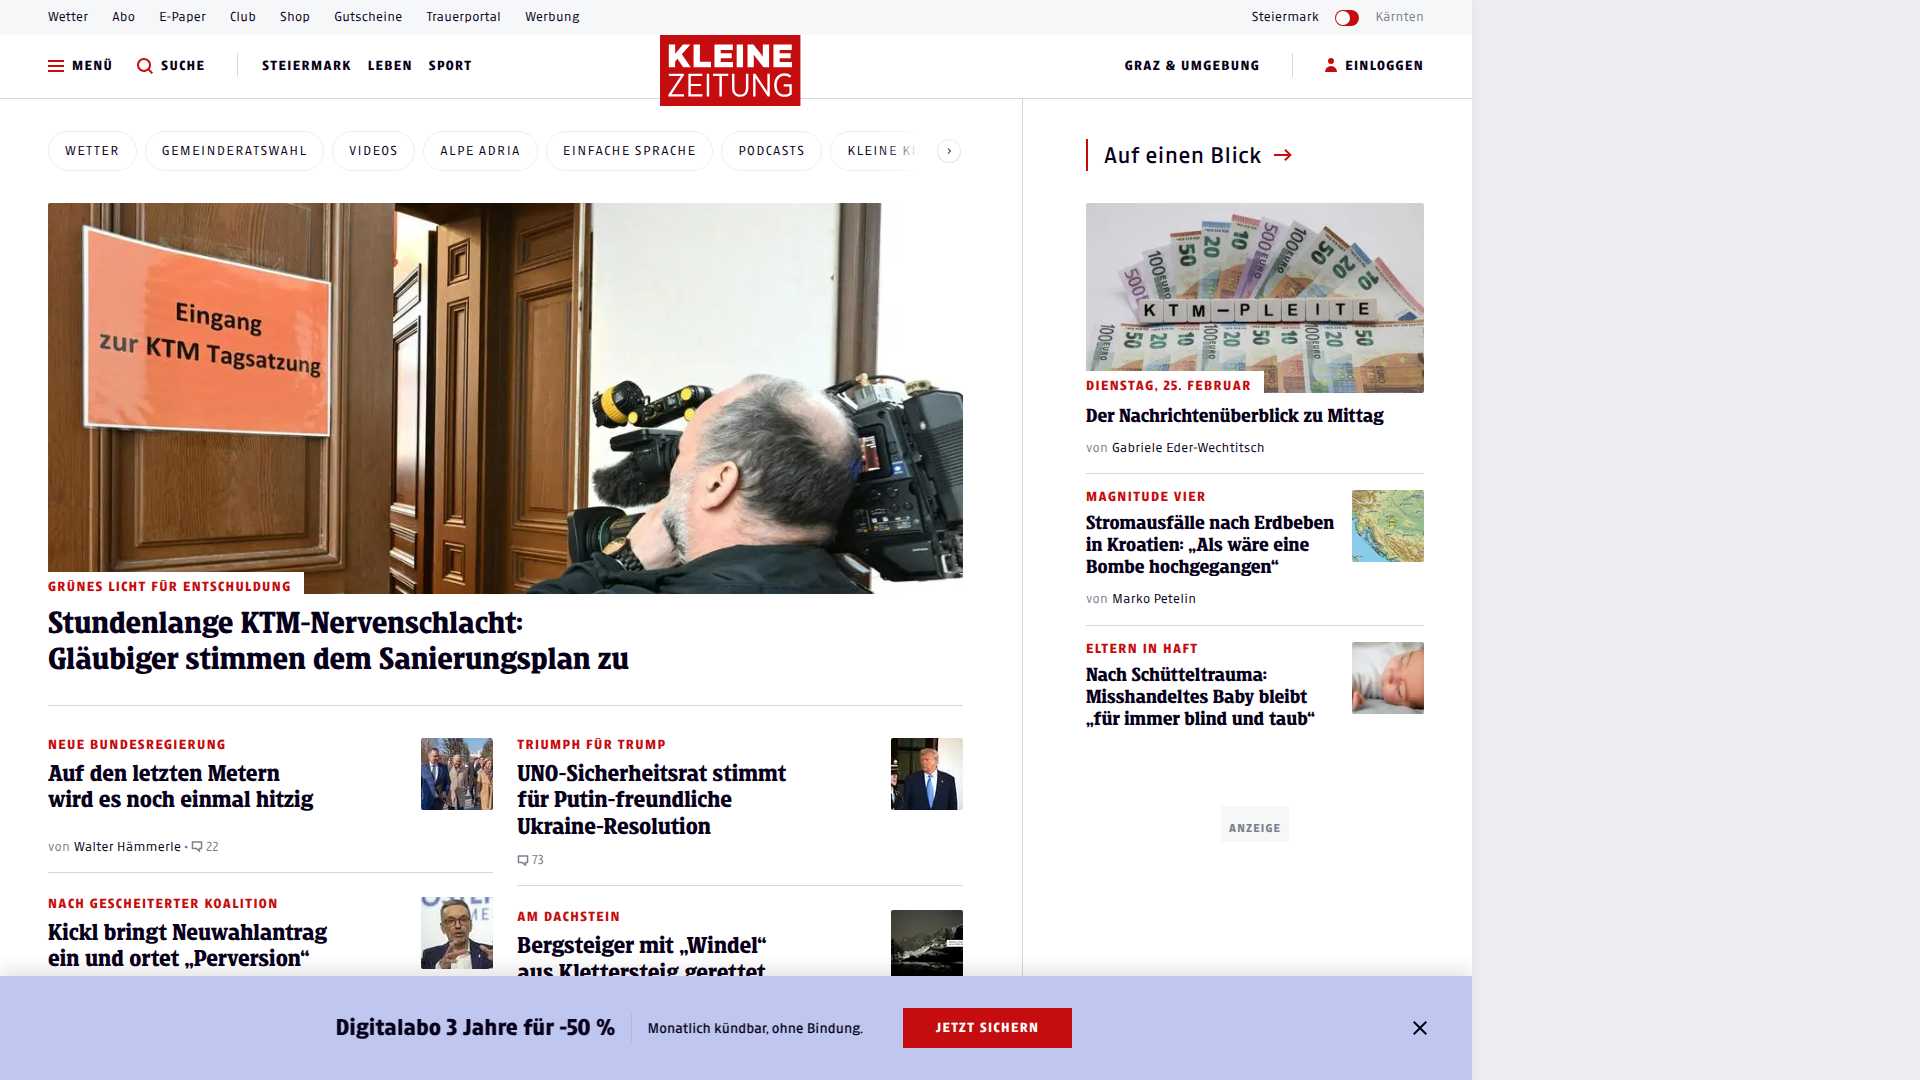 Wetter Abo E-Paper Club Shop Gutscheine Trauerportal Werbung Steiermark Kärnten
MENÜ SUCHE STEIERMARK LEBEN SPORT KLEINE ZEITUNG GRAZ & UMGEBUNG EINLOGGEN
WETTER GEMEINDERATSWAHL VIDEOS ALPE ADRIA EINFACHE SPRACHE PODCASTS KLEINE
Eingang
zur KTM Tagsatzung
GRÜNES LICHT FÜR ENTSCHULDUNG
Stundenlange KTM-Nervenschlacht:
Gläubiger stimmen dem Sanierungsplan zu
NEUE BUNDESREGIERUNG
Auf den letzten Metern
wird es noch einmal hitzig
von Walter Hämmerle • 22
NACH GESCHEITERTER KOALITION
Kickl bringt Neuwahlantrag
ein und ortet „Perversion“
TRIUMPH FÜR TRUMP
UNO-Sicherheitsrat stimmt
für Putin-freundliche
Ukraine-Resolution
73
AM DACHSTEIN
Bergsteiger mit „Windel“
aus Klettersteig gerettet
Auf einen Blick
KTM–PLEITE
DIENSTAG, 25. FEBRUAR
Der Nachrichtenüberblick zu Mittag
von Gabriele Eder-Wechtitsch
MAGNITUDE VIER
Stromausfälle nach Erdbeben
in Kroatien: „Als wäre eine
Bombe hochgegangen“
von Marko Petelin
ELTERN IN HAFT
Nach Schütteltrauma:
Misshandeltes Baby bleibt
„für immer blind und taub“
ANZEIGE
Digitalabo 3 Jahre für -50 % Monatlich kündbar, ohne Bindung. JETZT SICHERN